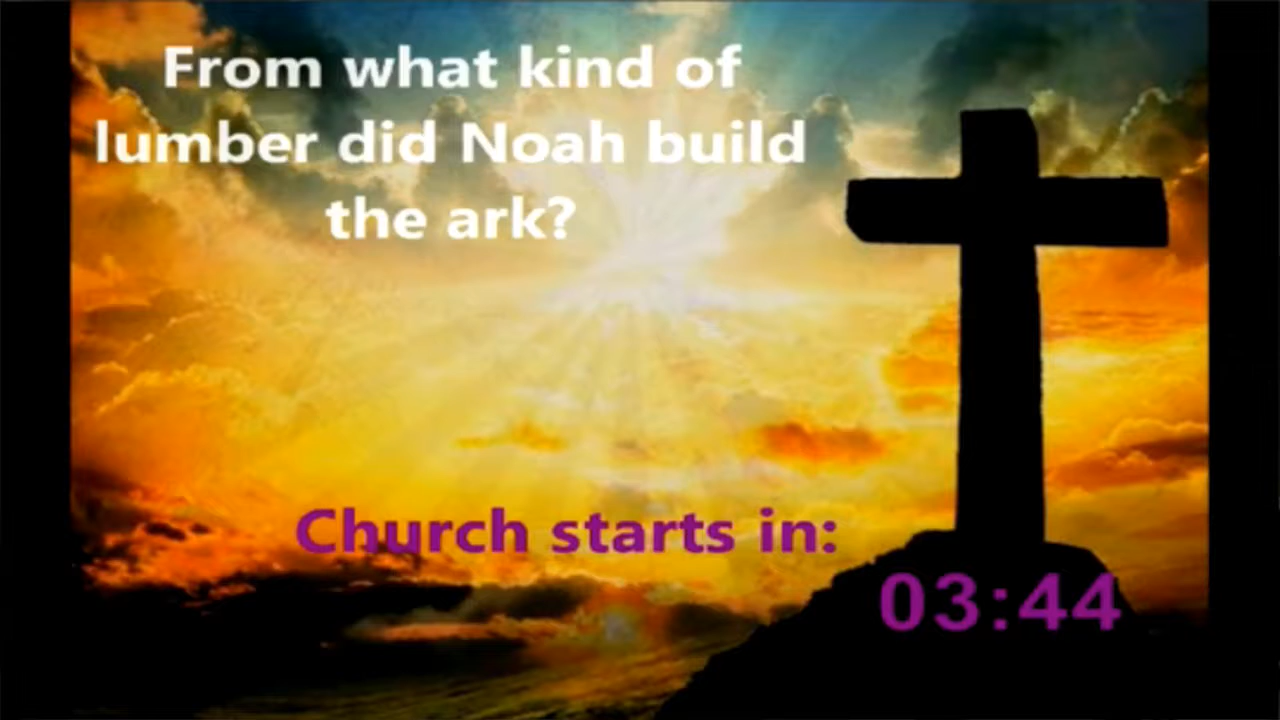 From what kind of
lumber did Noah build
the ark?
Church starts in:
03:44